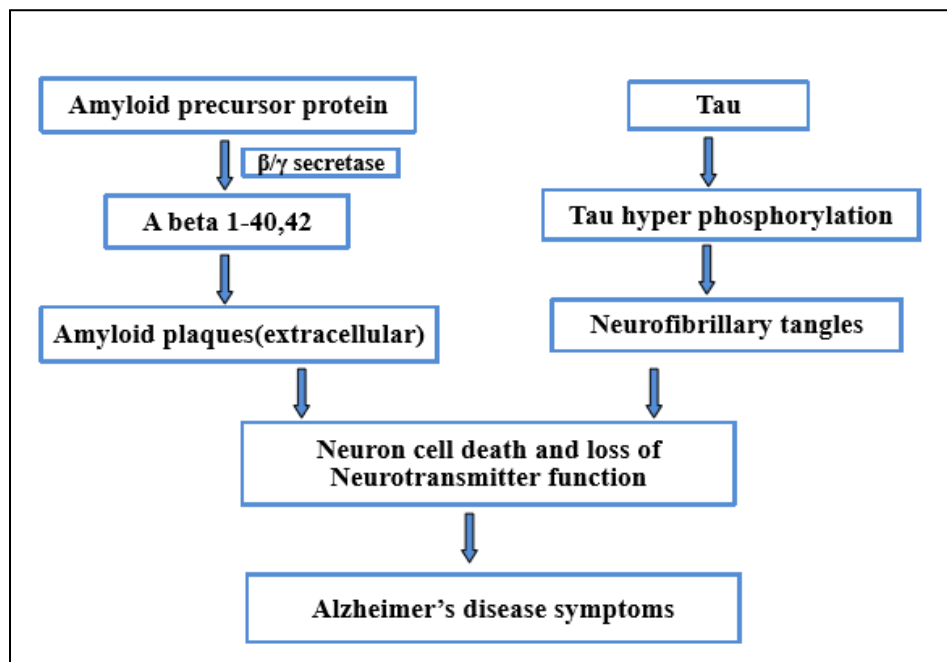 Amyloid precursor protein
Tau
β/γ secretase
A beta 1-40,42
Tau hyper phosphorylation
Amyloid plaques(extracellular)
Neurofibrillary tangles
Neuron cell death and loss of
Neurotransmitter function
Alzheimer’s disease symptoms